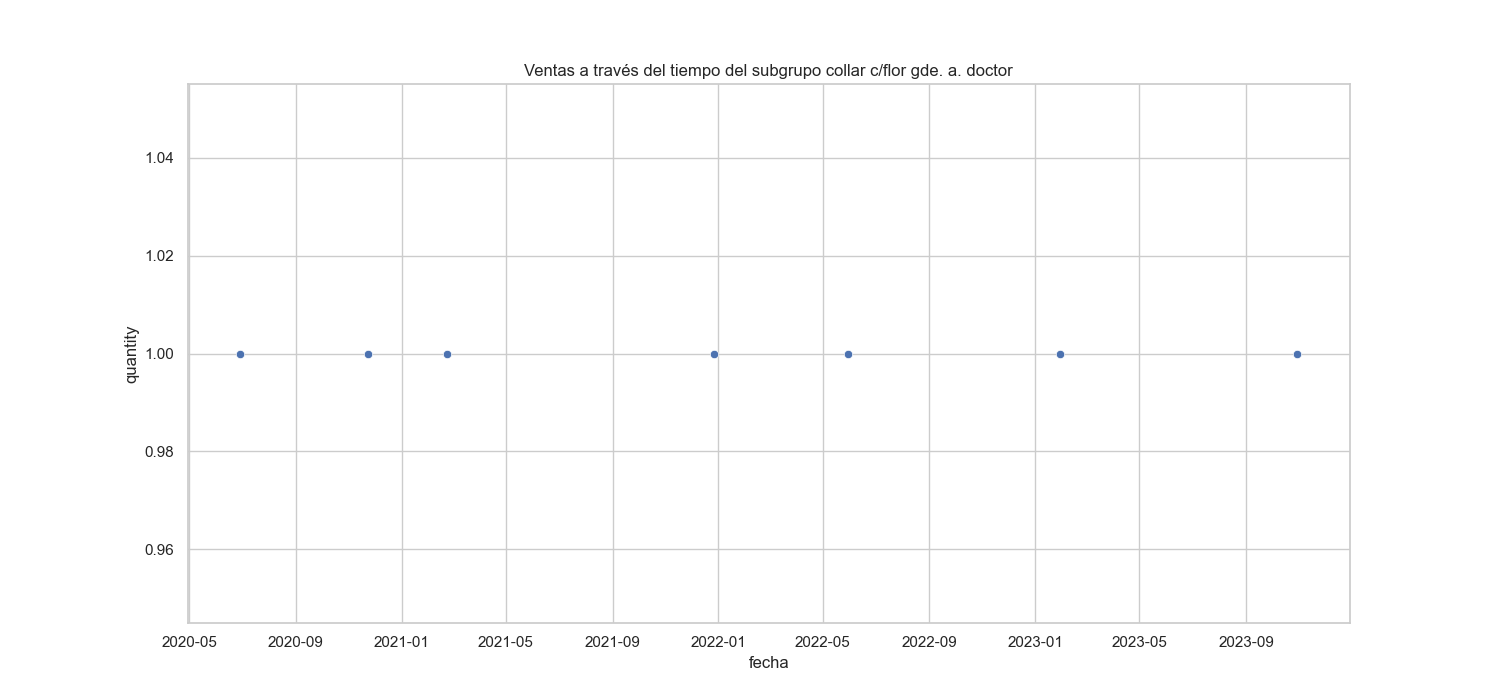 Ventas a través del tiempo del subgrupo collar c/flor gde. a. doctor
1.04
1.02
1.00
0.98
0.96
quantity
2020-05 2020-09 2021-01 2021-05 2021-09 2022-01 2022-05 2022-09 2023-01 2023-05 2023-09
fecha